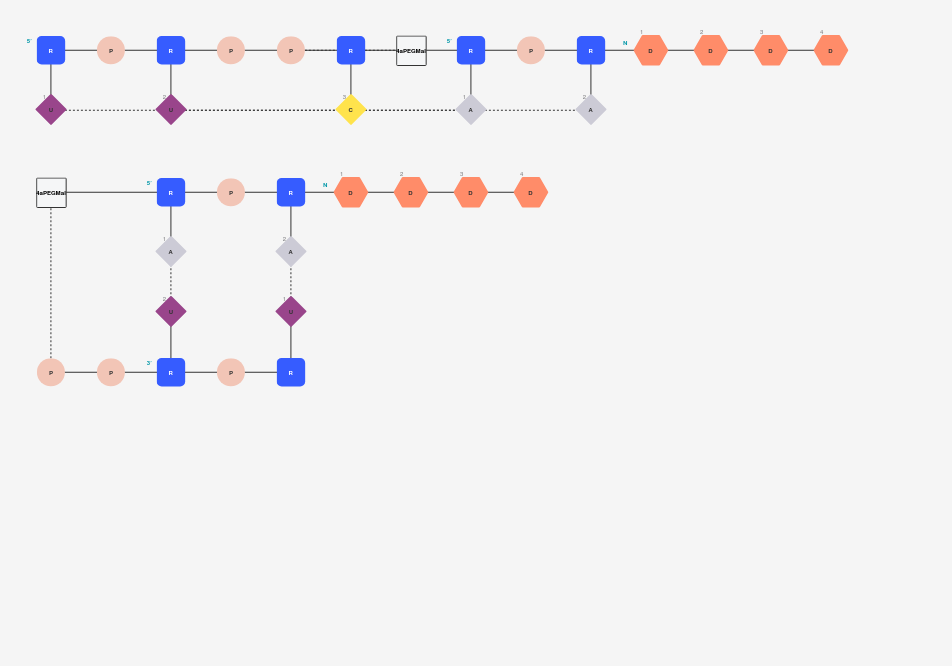 5' R P R P P R 4aPEGMal 5' R P R N 1 D 2 D 3 D 4 D
1 U 2 U 3 C 1 A 2 A
4aPEGMal 5' R P R N 1 D 2 D 3 D 4 D
1 A 2 A
2 U 1 U
P P 3' R P R